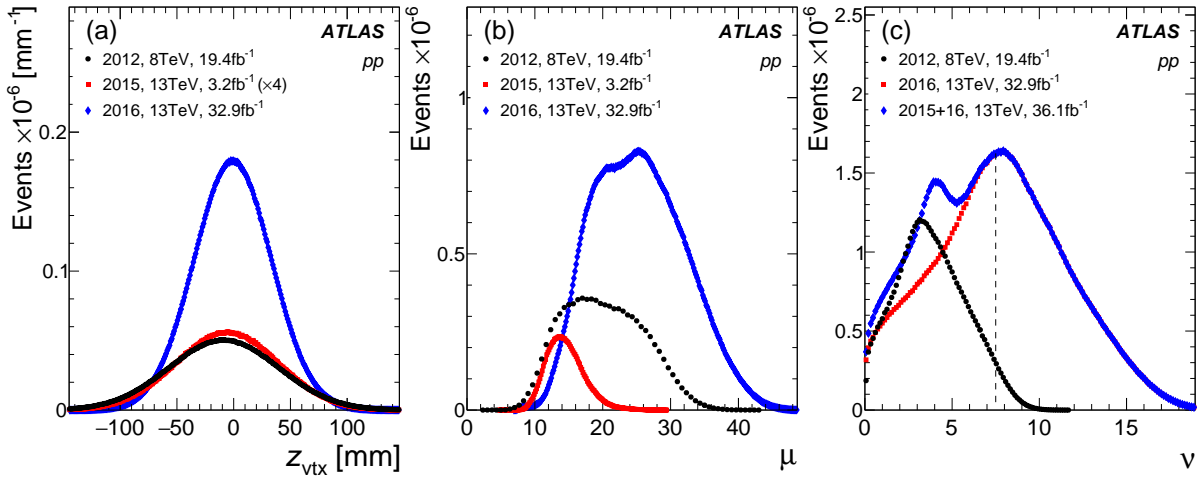 (a)
ATLAS
pp
2012, 8TeV, 19.4fb⁻¹
2015, 13TeV, 3.2fb⁻¹ (×4)
2016, 13TeV, 32.9fb⁻¹
Events ×10⁻⁶ [mm⁻¹]
0.2
0.1
0
−100 −50 0 50 100
z_vtx [mm]
(b)
ATLAS
pp
2012, 8TeV, 19.4fb⁻¹
2015, 13TeV, 3.2fb⁻¹
2016, 13TeV, 32.9fb⁻¹
Events ×10⁻⁶
1
0.5
0
0 20 40
μ
(c)
ATLAS
pp
2012, 8TeV, 19.4fb⁻¹
2016, 13TeV, 32.9fb⁻¹
2015+16, 13TeV, 36.1fb⁻¹
Events ×10⁻⁶
2.5
2
1.5
1
0.5
0
0 5 10 15
ν